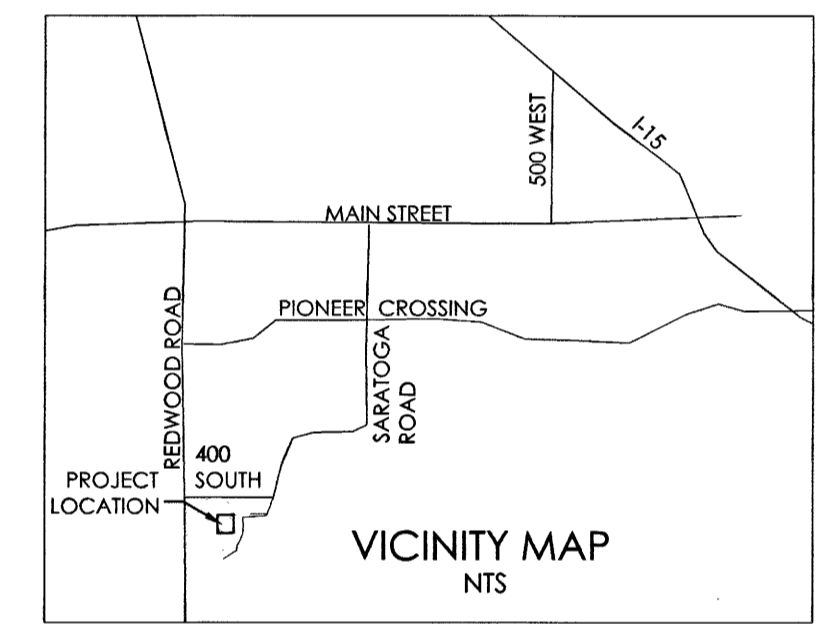 500 WEST
I-15
MAIN STREET
PIONEER CROSSING
REDWOOD ROAD
SARATOGA
ROAD
400
SOUTH
PROJECT
LOCATION
VICINITY MAP
NTS